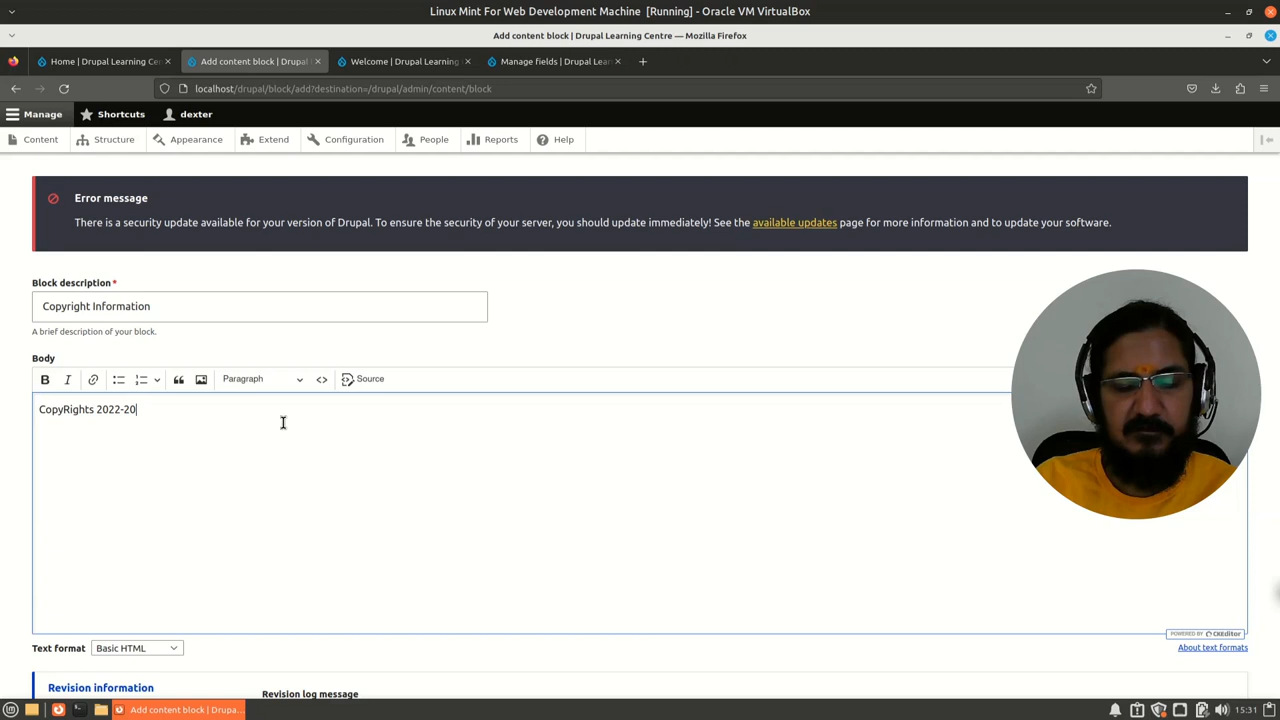 Linux Mint For Web Development Machine [Running] - Oracle VM VirtualBox
Add content block | Drupal Learning Centre — Mozilla Firefox
Home | Drupal Learning Cen
Add content block | Drupal
Welcome | Drupal Learning
Manage fields | Drupal Lear
localhost/drupal/block/add?destination=/drupal/admin/content/block
Manage Shortcuts dexter
Content Structure Appearance Extend Configuration People Reports Help
Error message
There is a security update available for your version of Drupal. To ensure the security of your server, you should update immediately! See the available updates page for more information and to update your software.
Block description*
Copyright Information
A brief description of your block.
Body
B I Paragraph <> Source
CopyRights 2022-20
POWERED BY CKEditor
Text format Basic HTML
About text formats
Revision information
Revision log message
Add content block | Drupa...
15:31